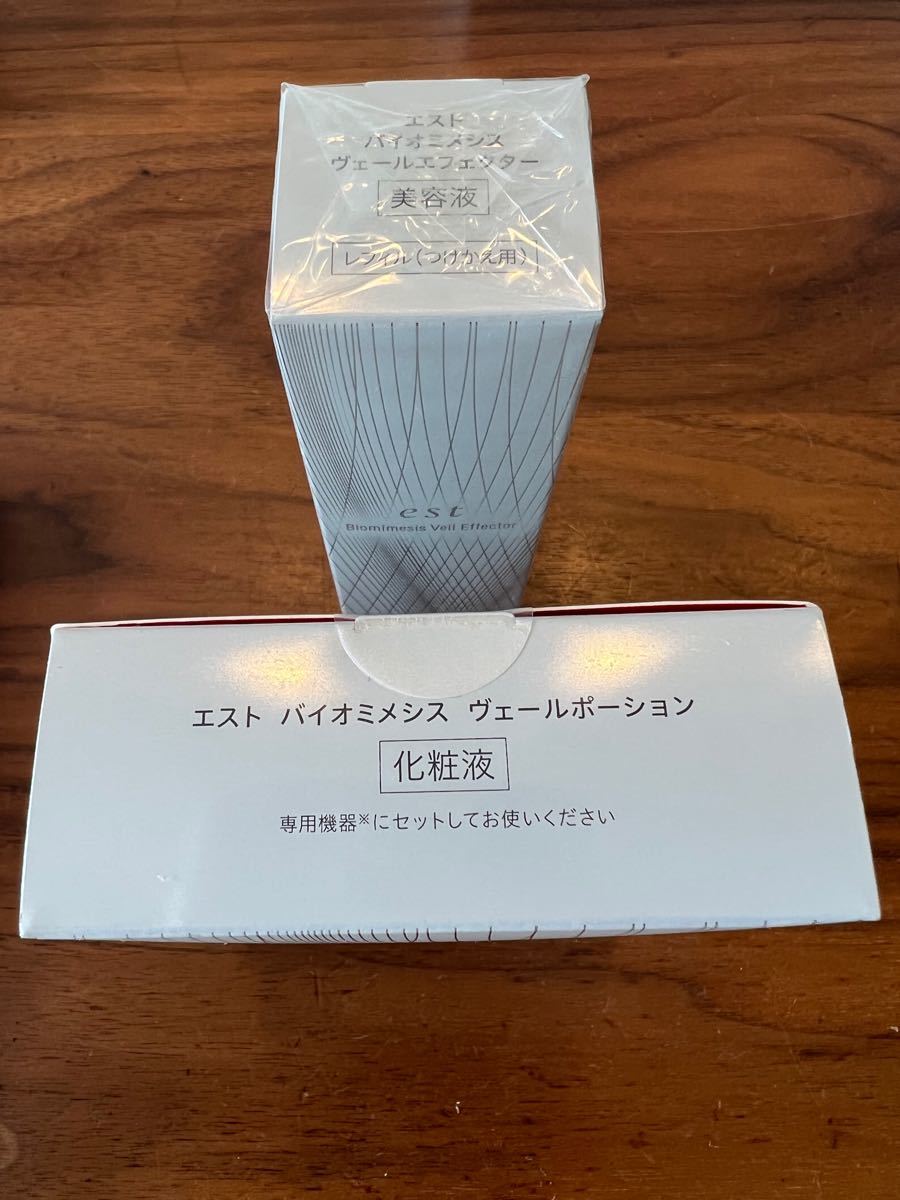 エスト
バイオミメシス
ヴェールエフェクター
美容液
レフィル(つけかえ用)
est
Biomimesis Veil Effector
エスト バイオミメシス ヴェールポーション
化粧液
専用機器※にセットしてお使いください